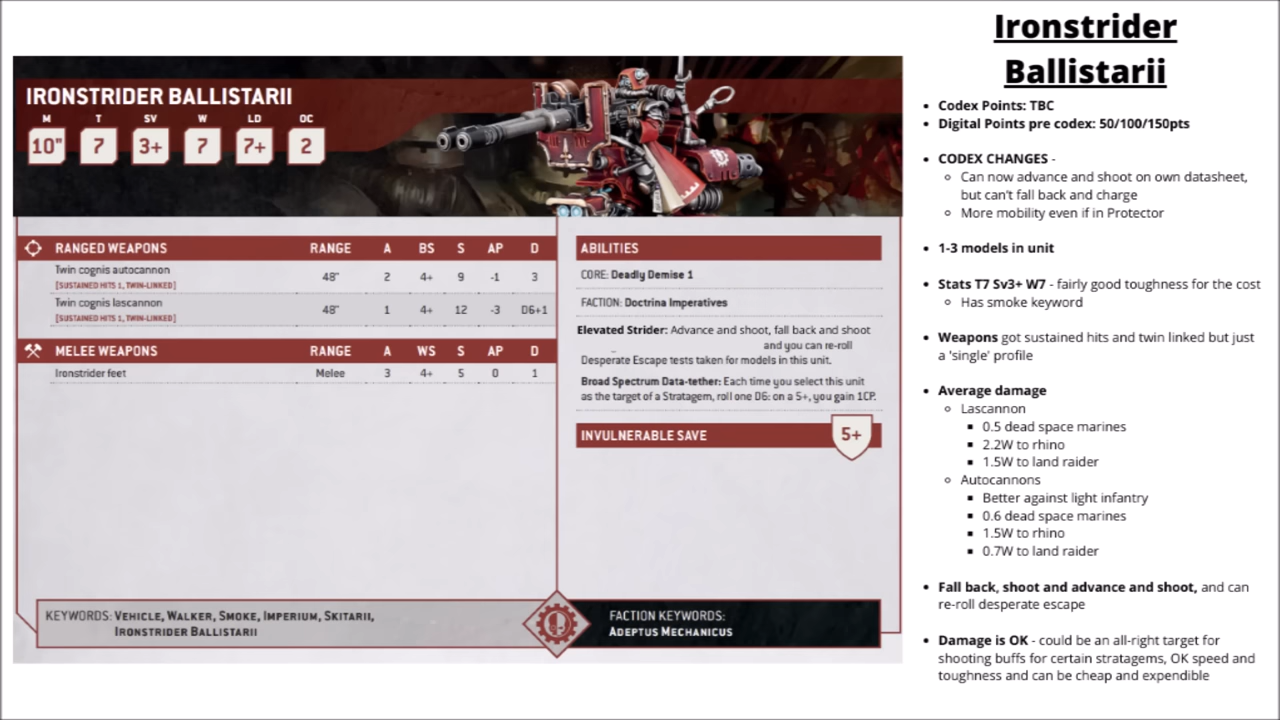 IRONSTRIDER BALLISTARII
M T SV W LD OC
10" 7 3+ 7 7+ 2
RANGED WEAPONS RANGE A BS S AP D
Twin cognis autocannon 48" 2 4+ 9 -1 3
[SUSTAINED HITS 1, TWIN-LINKED]
Twin cognis lascannon 48" 1 4+ 12 -3 D6+1
[SUSTAINED HITS 1, TWIN-LINKED]
MELEE WEAPONS RANGE A WS S AP D
Ironstrider feet Melee 3 4+ 5 0 1
ABILITIES
CORE: Deadly Demise 1
FACTION: Doctrina Imperatives
Elevated Strider: Advance and shoot, fall back and shoot
and you can re-roll
Desperate Escape tests taken for models in this unit.
Broad Spectrum Data-tether: Each time you select this unit
as the target of a Stratagem, roll one D6: on a 5+, you gain 1CP.
INVULNERABLE SAVE 5+
KEYWORDS: VEHICLE, WALKER, SMOKE, IMPERIUM, SKITARII,
IRONSTRIDER BALLISTARII
FACTION KEYWORDS:
ADEPTUS MECHANICUS
Ironstrider
Ballistarii
• Codex Points: TBC
• Digital Points pre codex: 50/100/150pts
• CODEX CHANGES -
○ Can now advance and shoot on own datasheet,
but can't fall back and charge
○ More mobility even if in Protector
• 1-3 models in unit
• Stats T7 Sv3+ W7 - fairly good toughness for the cost
○ Has smoke keyword
• Weapons got sustained hits and twin linked but just
a 'single' profile
• Average damage
○ Lascannon
▪ 0.5 dead space marines
▪ 2.2W to rhino
▪ 1.5W to land raider
○ Autocannons
▪ Better against light infantry
▪ 0.6 dead space marines
▪ 1.5W to rhino
▪ 0.7W to land raider
• Fall back, shoot and advance and shoot, and can
re-roll desperate escape
• Damage is OK - could be an all-right target for
shooting buffs for certain stratagems, OK speed and
toughness and can be cheap and expendible